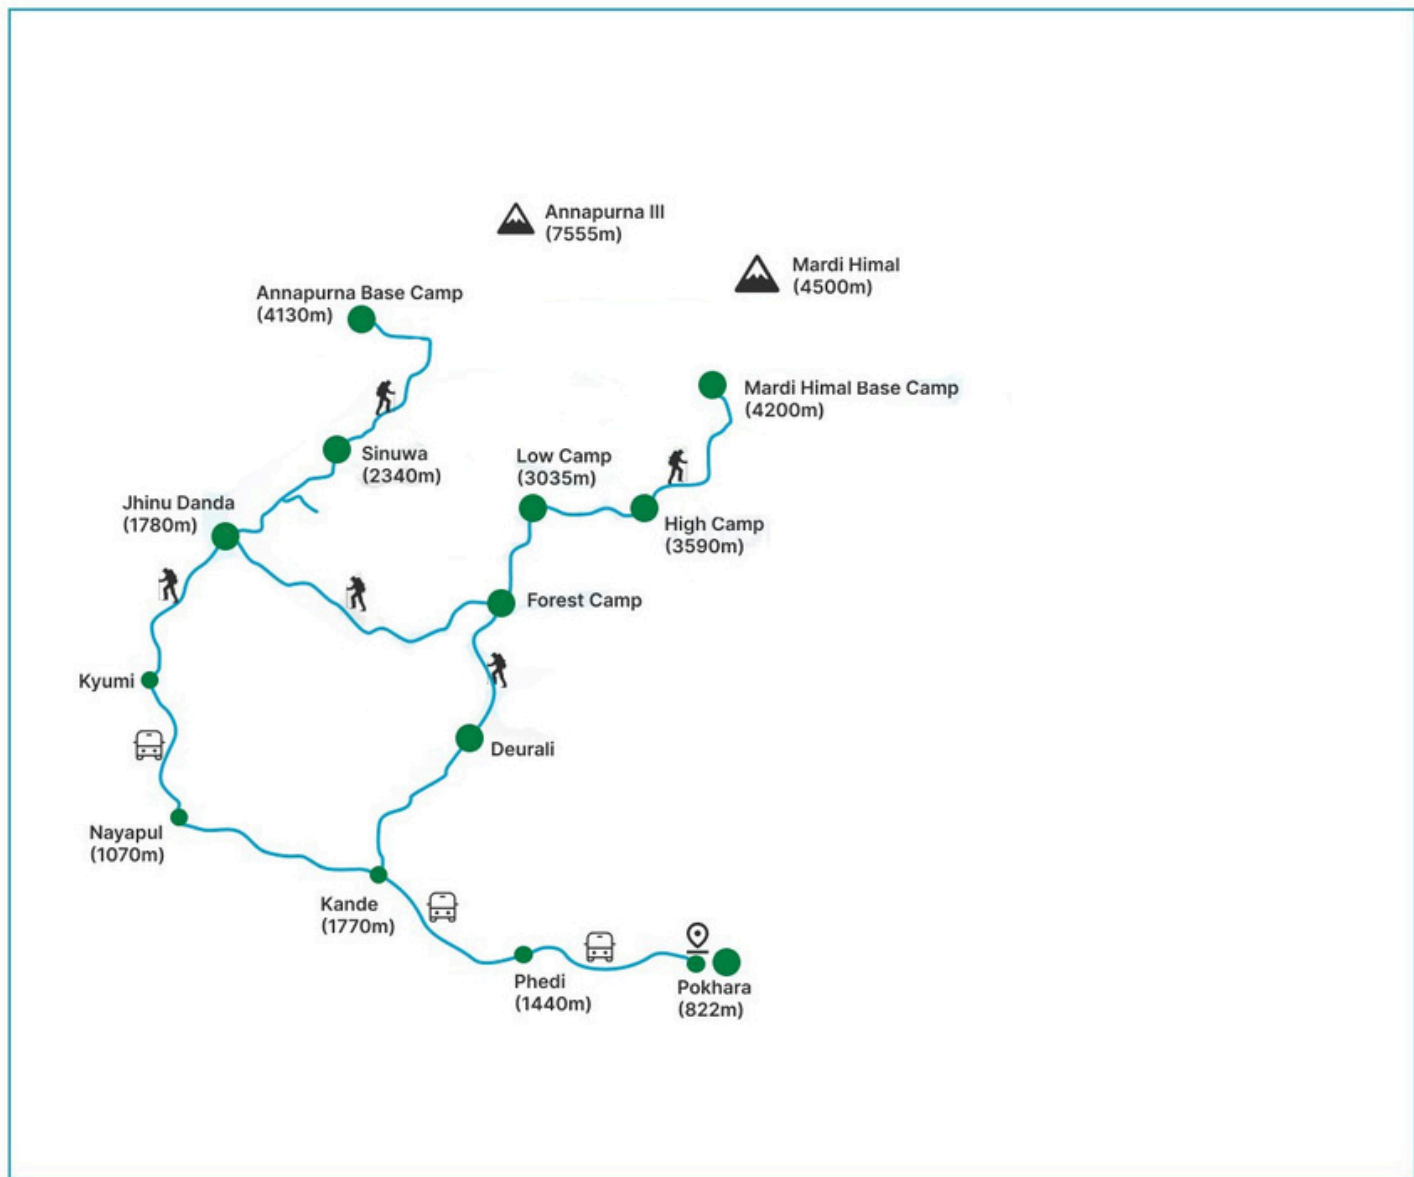 Annapurna III
(7555m)
Mardi Himal
(4500m)
Annapurna Base Camp
(4130m)
Mardi Himal Base Camp
(4200m)
Sinuwa
(2340m)
Low Camp
(3035m)
Jhinu Danda
(1780m)
High Camp
(3590m)
Forest Camp
Kyumi
Deurali
Nayapul
(1070m)
Kande
(1770m)
Phedi
(1440m)
Pokhara
(822m)